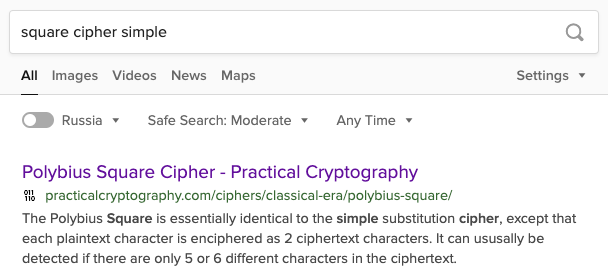 square cipher simple
All Images Videos News Maps Settings
Russia Safe Search: Moderate Any Time
Polybius Square Cipher - Practical Cryptography
011 110 practicalcryptography.com/ciphers/classical-era/polybius-square/
The Polybius Square is essentially identical to the simple substitution cipher, except that
each plaintext character is enciphered as 2 ciphertext characters. It can ususally be
detected if there are only 5 or 6 different characters in the ciphertext.